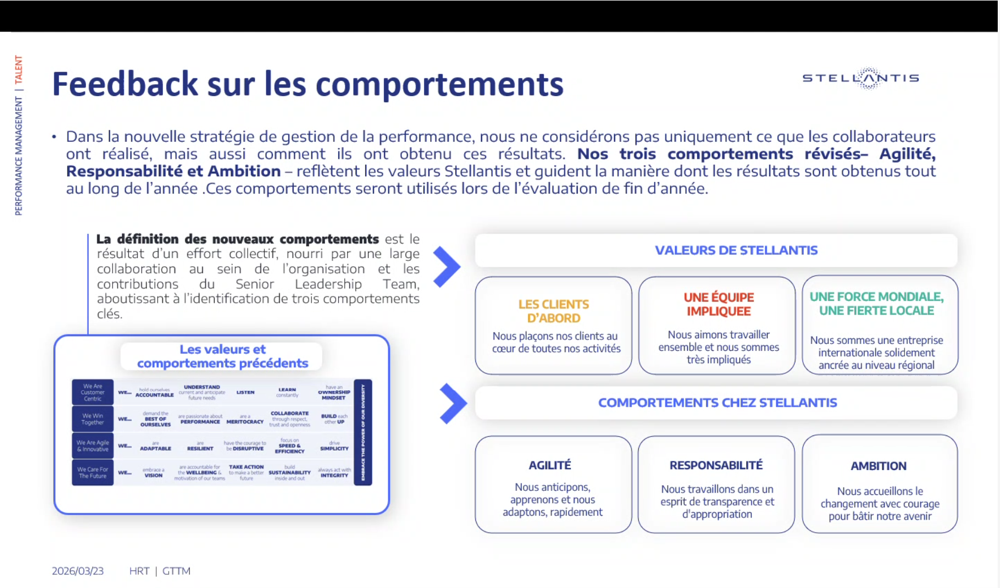 PERFORMANCE MANAGEMENT | TALENT
Feedback sur les comportements
STELLANTIS
• Dans la nouvelle stratégie de gestion de la performance, nous ne considérons pas uniquement ce que les collaborateurs
ont réalisé, mais aussi comment ils ont obtenu ces résultats. Nos trois comportements révisés– Agilité,
Responsabilité et Ambition – reflètent les valeurs Stellantis et guident la manière dont les résultats sont obtenus tout
au long de l’année .Ces comportements seront utilisés lors de l’évaluation de fin d’année.
La définition des nouveaux comportements est le
résultat d’un effort collectif, nourri par une large
collaboration au sein de l’organisation et les
contributions du Senior Leadership Team,
aboutissant à l’identification de trois comportements
clés.
Les valeurs et
comportements précédents
We Are
Customer
Centric
WE...
hold ourselves
ACCOUNTABLE
UNDERSTAND
current and anticipate
future needs
LISTEN
LEARN
constantly
have an
OWNERSHIP
MINDSET
We Win
Together
WE...
demand the
BEST OF
OURSELVES
are passionate about
PERFORMANCE
are a
MERITOCRACY
COLLABORATE
through respect,
trust and openness
BUILD each
other UP
We Are Agile
& Innovative
WE...
are
ADAPTABLE
are
RESILIENT
have the courage to
be DISRUPTIVE
focus on
SPEED &
EFFICIENCY
drive
SIMPLICITY
We Care For
The Future
WE...
embrace a
VISION
are accountable for
the WELLBEING &
motivation of our teams
TAKE ACTION
to make a better
future
build
SUSTAINABILITY
inside and out
always act with
INTEGRITY
EMBRACE THE POWER OF OUR DIVERSITY
VALEURS DE STELLANTIS
LES CLIENTS
D’ABORD
Nous plaçons nos clients au
cœur de toutes nos activités
UNE ÉQUIPE
IMPLIQUEE
Nous aimons travailler
ensemble et nous sommes
très impliqués
UNE FORCE MONDIALE,
UNE FIERTE LOCALE
Nous sommes une entreprise
internationale solidement
ancrée au niveau régional
COMPORTEMENTS CHEZ STELLANTIS
AGILITÉ
Nous anticipons,
apprenons et nous
adaptons, rapidement
RESPONSABILITÉ
Nous travaillons dans un
esprit de transparence et
d'appropriation
AMBITION
Nous accueillons le
changement avec courage
pour bâtir notre avenir
2026/03/23 HRT | GTTM